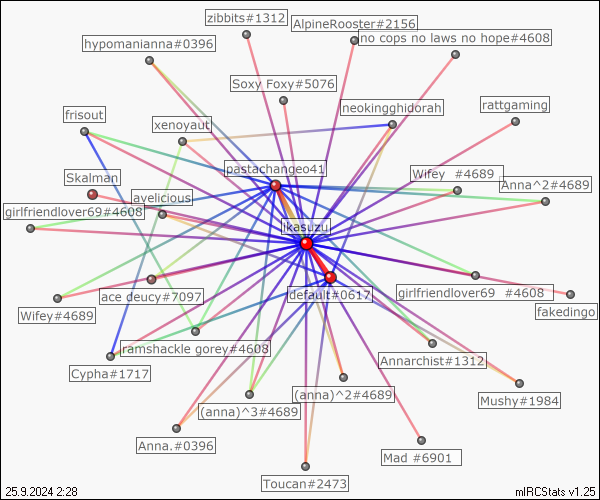 zibbits#1312
AlpineRooster#2156
no cops no laws no hope#4608
hypomanianna#0396
Soxy Foxy#5076
neokingghidorah
rattgaming
frisout
xenoyaut
pastachangeo41
Skalman
Wifey #4689
Anna^2#4689
avelicious
girlfriendlover69#4608
ikasuzu
ace deucy#7097
default#0617
girlfriendlover69 #4608
fakedingo
Wifey#4689
ramshackle gorey#4608
Annarchist#1312
Cypha#1717
(anna)^2#4689
Mushy#1984
(anna)^3#4689
Anna.#0396
Mad #6901
Toucan#2473
25.9.2024 2:28
mIRCStats v1.25